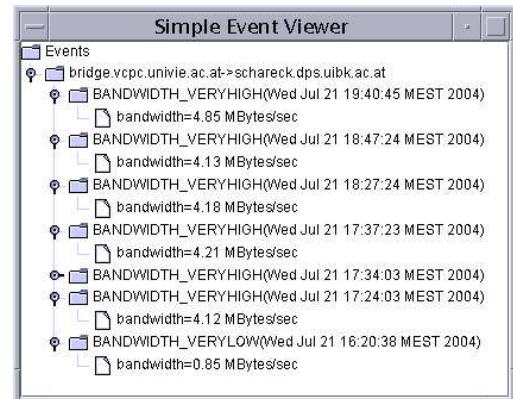 Simple Event Viewer
Events
bridge.vcpc.univie.ac.at->schareck.dps.uibk.ac.at
BANDWIDTH_VERYHIGH(Wed Jul 21 19:40:45 MEST 2004)
bandwidth=4.85 MBytes/sec
BANDWIDTH_VERYHIGH(Wed Jul 21 18:47:24 MEST 2004)
bandwidth=4.13 MBytes/sec
BANDWIDTH_VERYHIGH(Wed Jul 21 18:27:24 MEST 2004)
bandwidth=4.18 MBytes/sec
BANDWIDTH_VERYHIGH(Wed Jul 21 17:37:23 MEST 2004)
bandwidth=4.21 MBytes/sec
BANDWIDTH_VERYHIGH(Wed Jul 21 17:34:03 MEST 2004)
BANDWIDTH_VERYHIGH(Wed Jul 21 17:24:03 MEST 2004)
bandwidth=4.12 MBytes/sec
BANDWIDTH_VERYLOW(Wed Jul 21 16:20:38 MEST 2004)
bandwidth=0.85 MBytes/sec